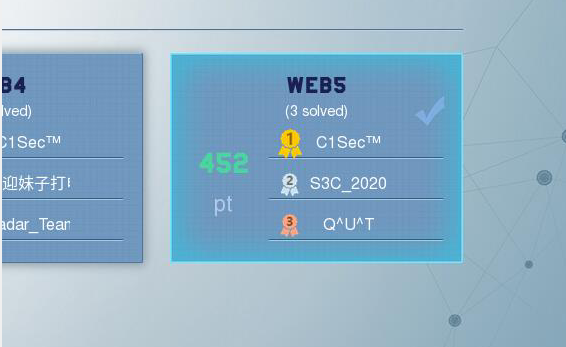 B4
WEB5
lved)
(3 solved)
C1Sec™
1 C1Sec™
452
迎妹子打
2 S3C_2020
pt
adar_Tean
3 Q^U^T